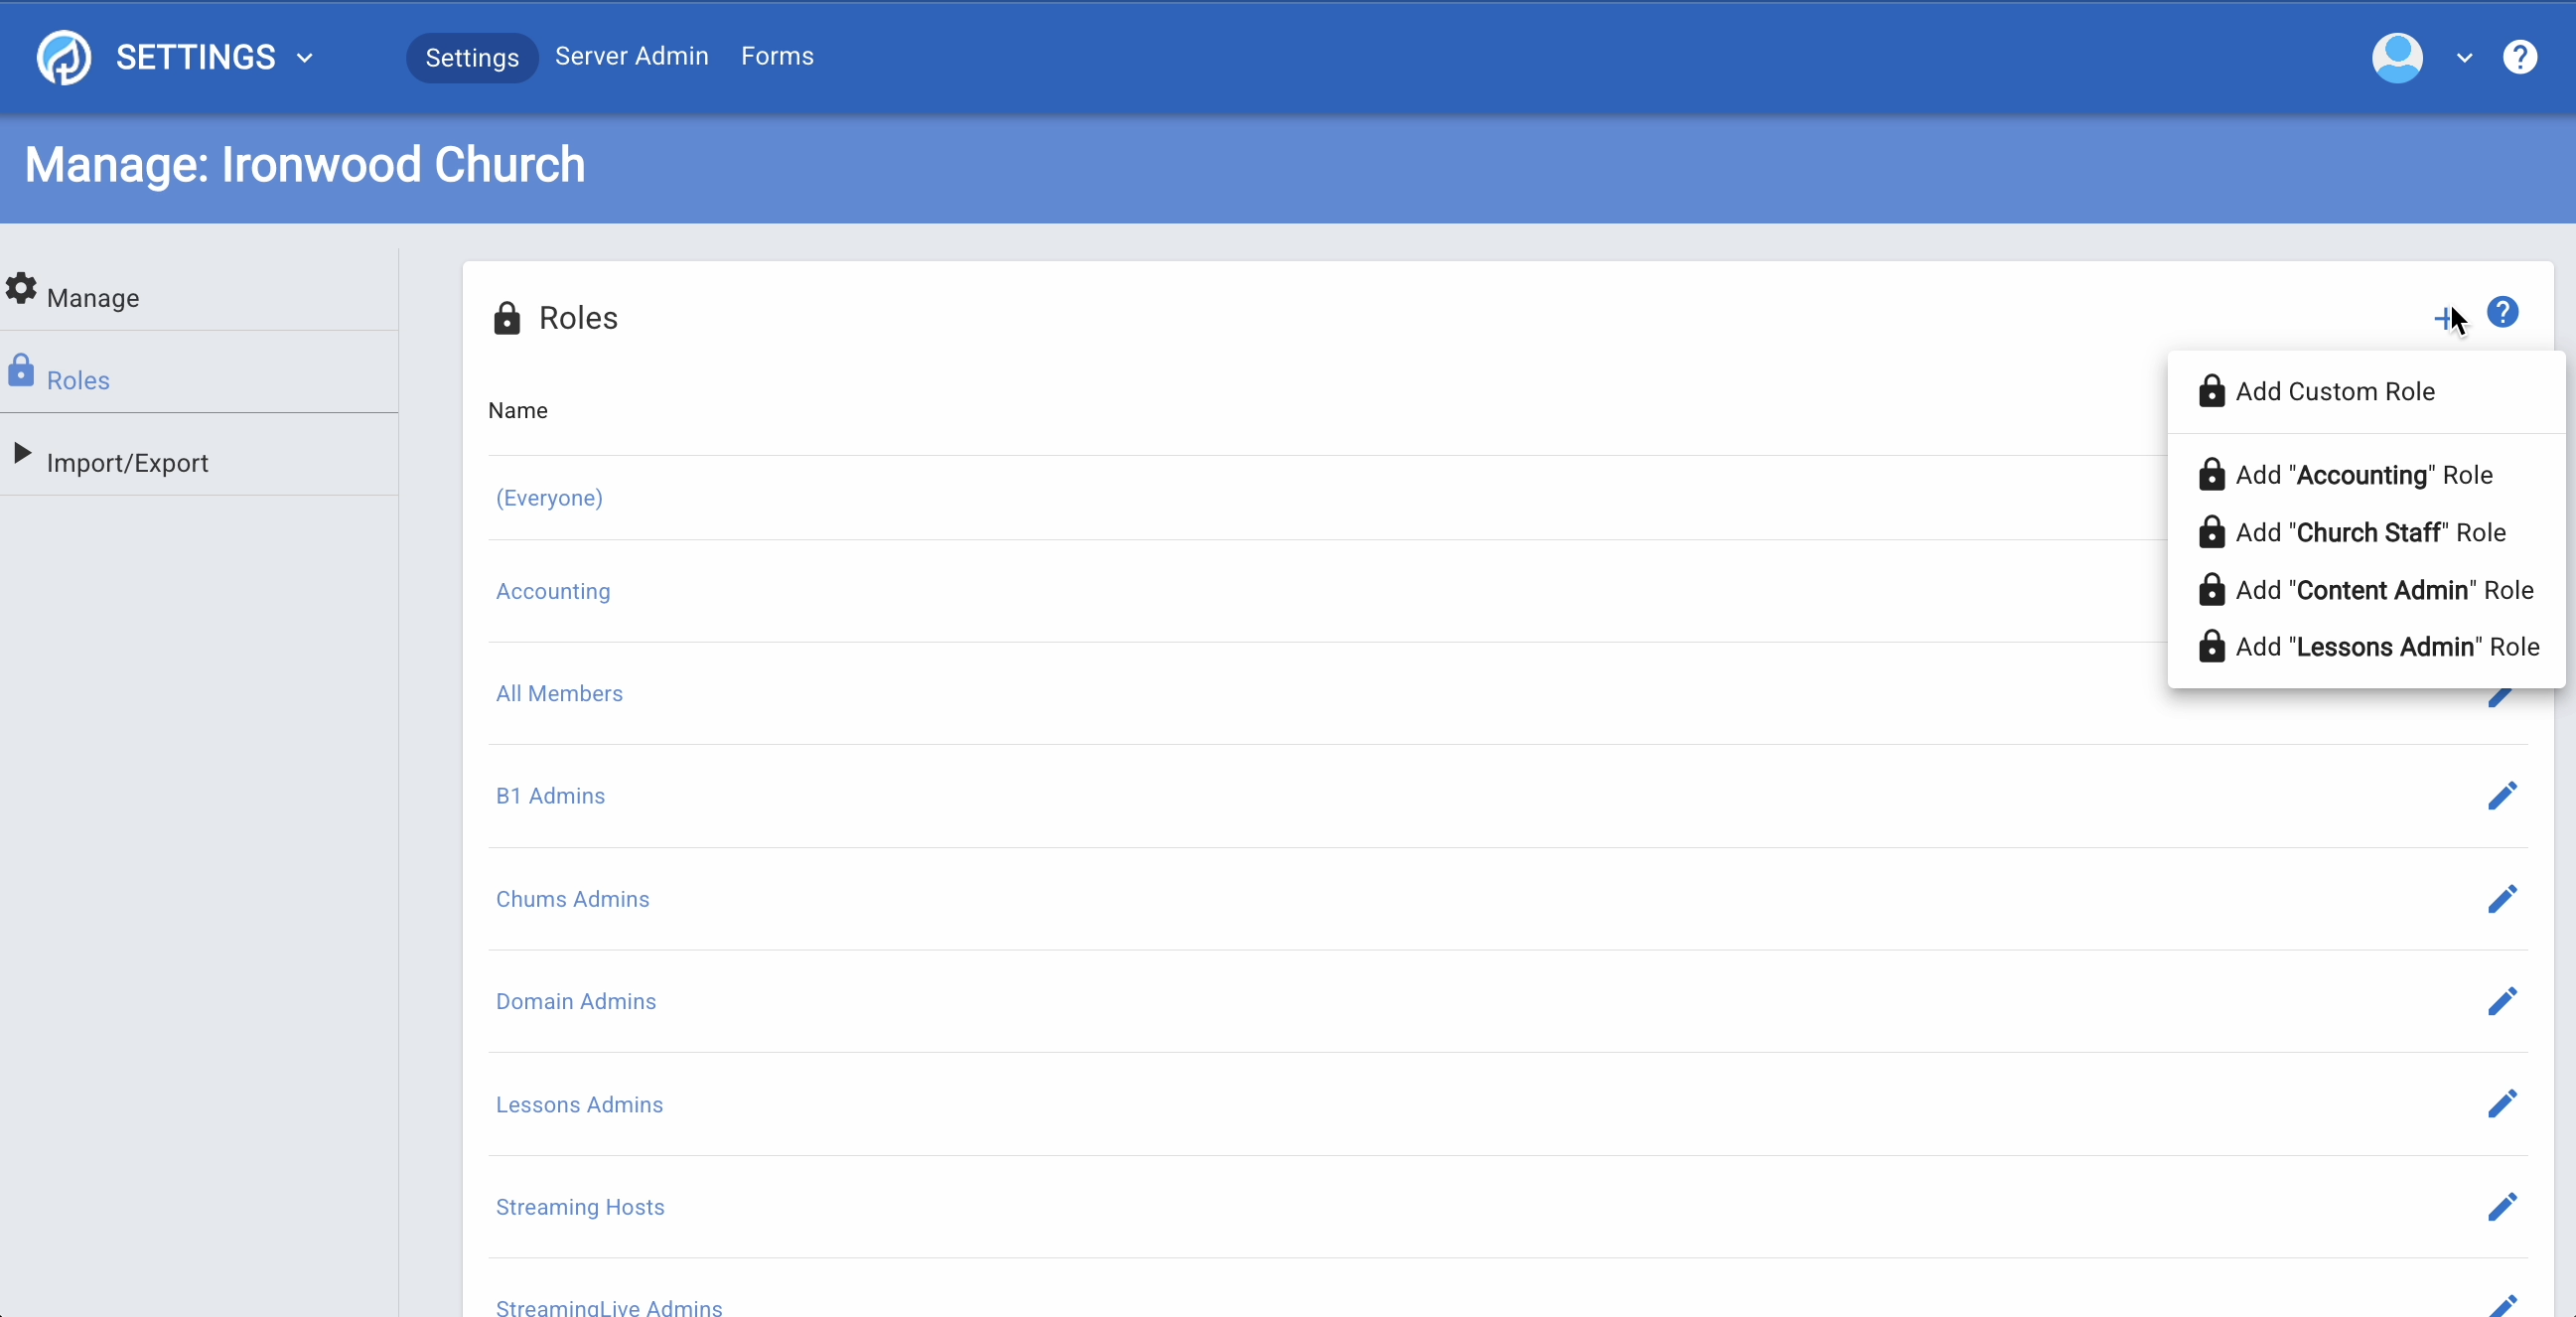 SETTINGS
Settings
Server Admin
Forms
?
Manage: Ironwood Church
Manage
Roles
Import/Export
Roles
?
Name
Add Custom Role
Add "Accounting" Role
Add "Church Staff" Role
Add "Content Admin" Role
Add "Lessons Admin" Role
(Everyone)
Accounting
All Members
B1 Admins
Chums Admins
Domain Admins
Lessons Admins
Streaming Hosts
StreamingLive Admins